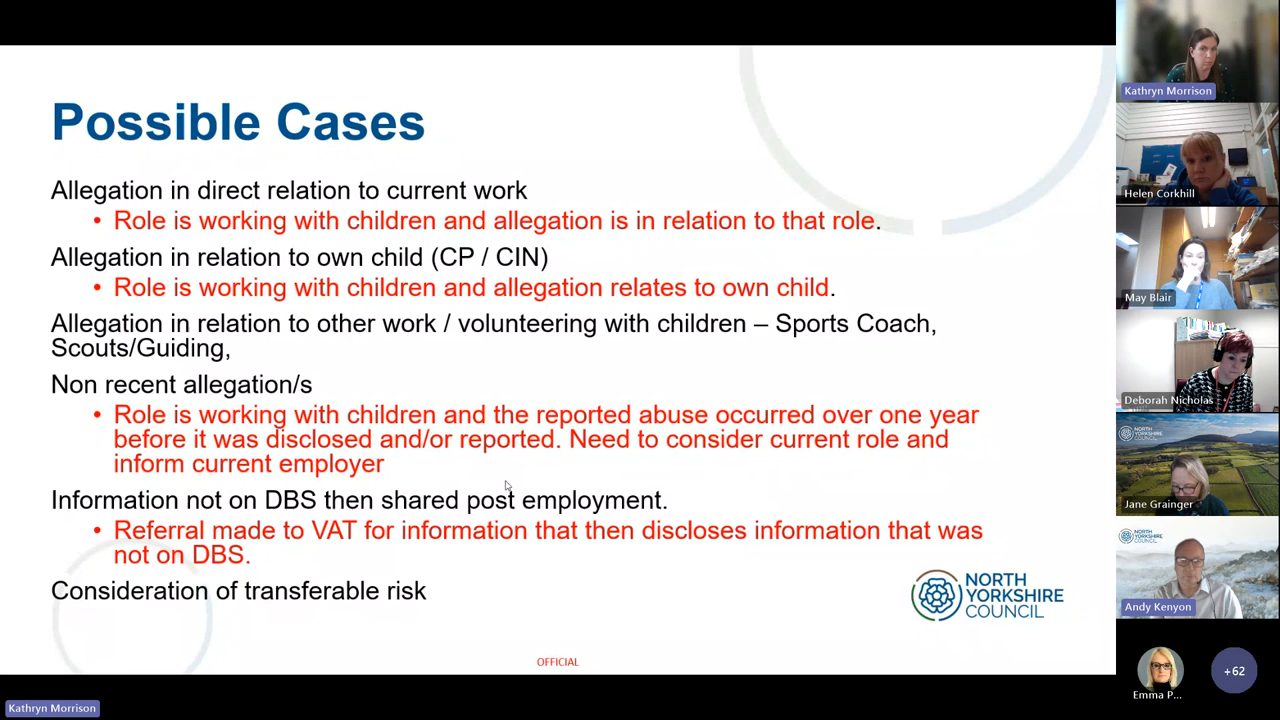 Possible Cases
Allegation in direct relation to current work
• Role is working with children and allegation is in relation to that role.
Allegation in relation to own child (CP / CIN)
• Role is working with children and allegation relates to own child.
Allegation in relation to other work / volunteering with children – Sports Coach,
Scouts/Guiding,
Non recent allegation/s
• Role is working with children and the reported abuse occurred over one year
before it was disclosed and/or reported. Need to consider current role and
inform current employer
Information not on DBS then shared post employment.
• Referral made to VAT for information that then discloses information that was
not on DBS.
Consideration of transferable risk
NORTH
YORKSHIRE
COUNCIL
OFFICIAL
Kathryn Morrison
Kathryn Morrison
Helen Corkhill
May Blair
Deborah Nicholas
NORTH
YORKSHIRE
COUNCIL
Jane Grainger
NORTH
YORKSHIRE
COUNCIL
Andy Kenyon
Emma P...
+62